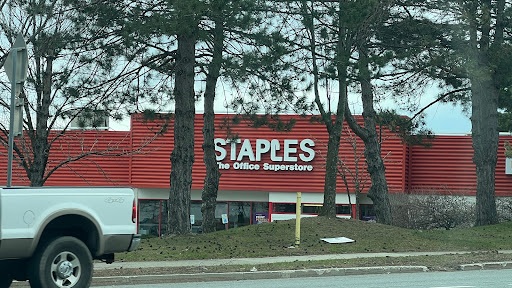 STAPLES
The Office Superstore